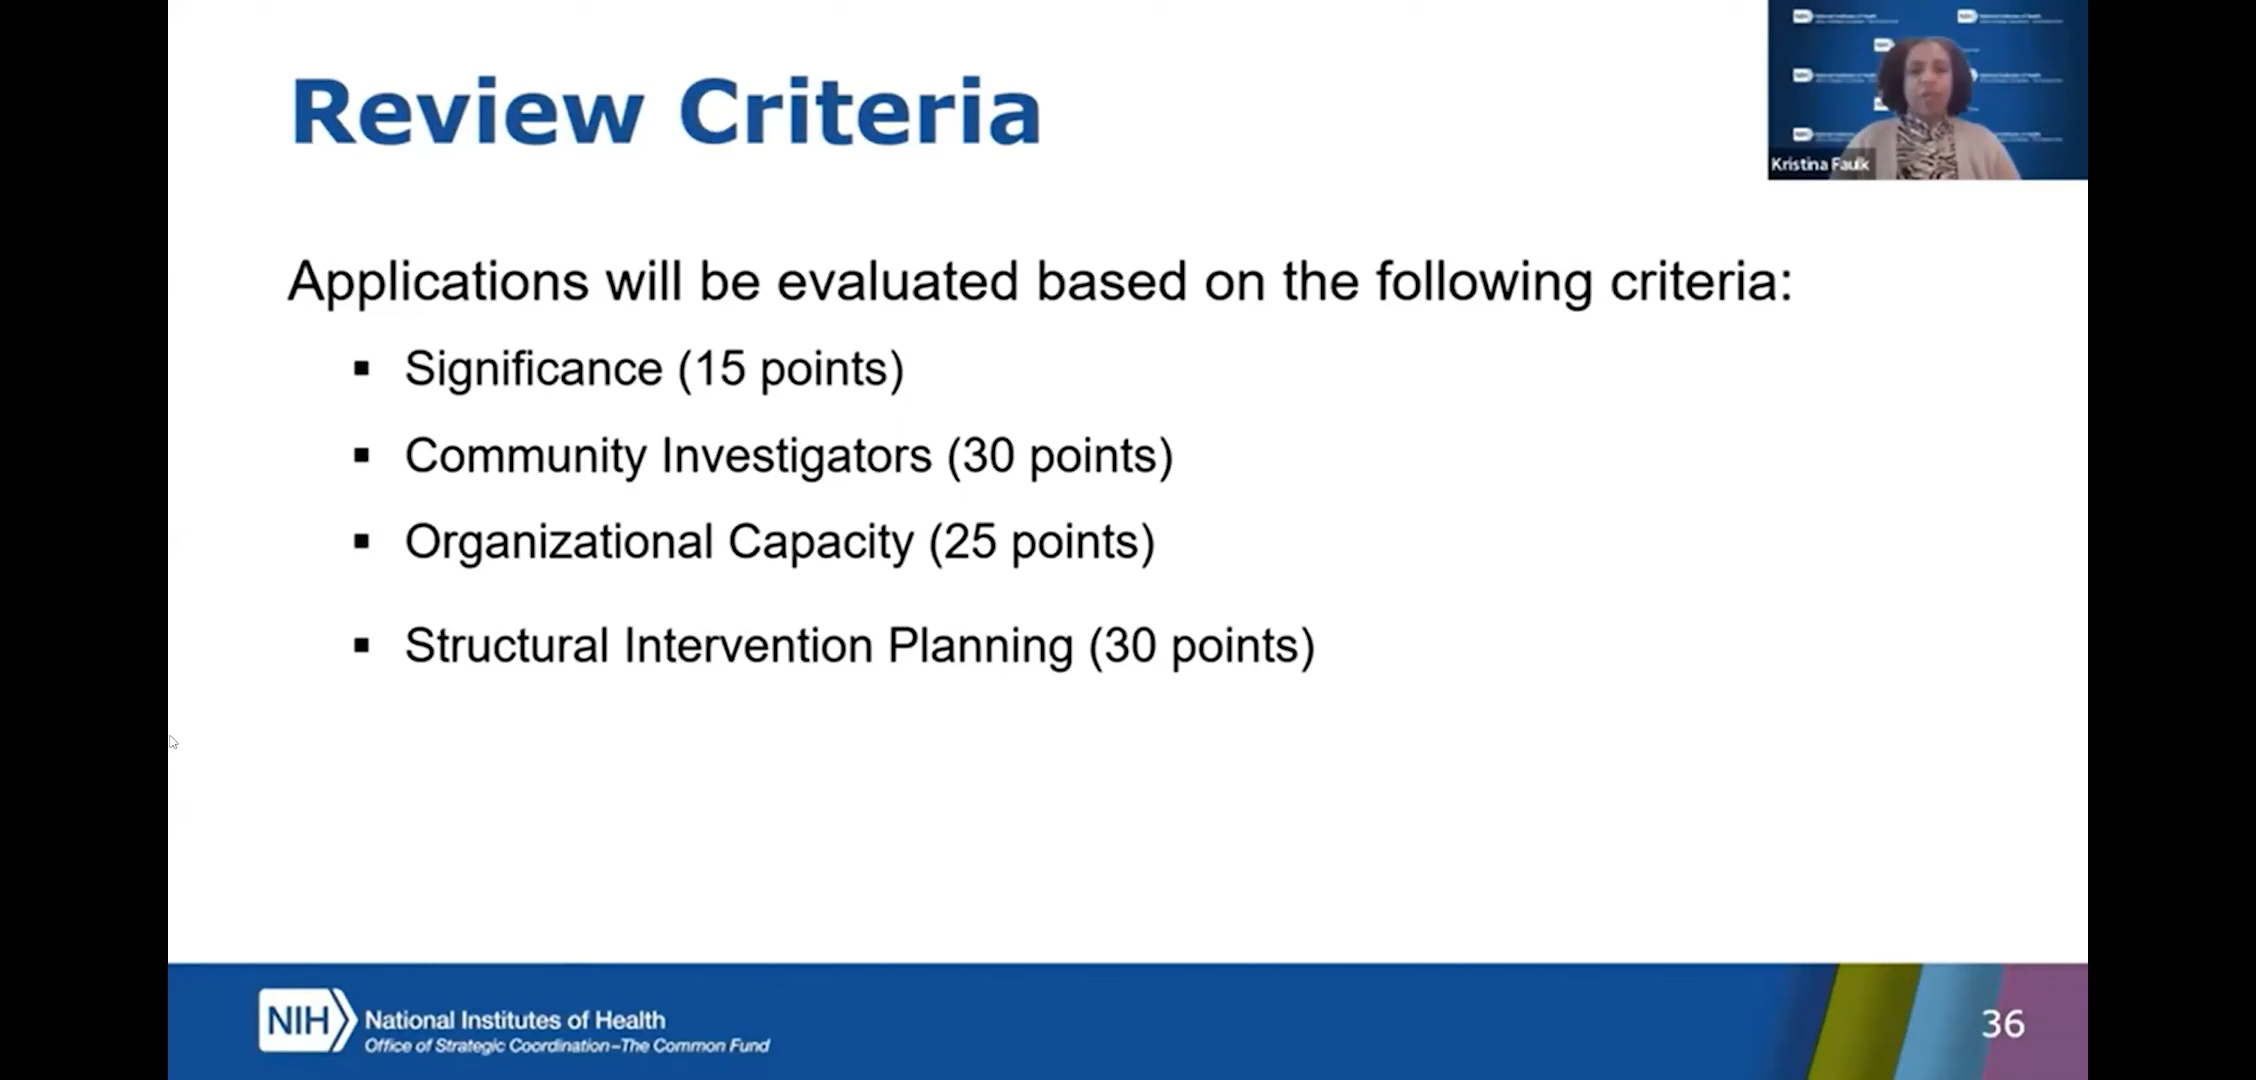 Review Criteria
Kristina Faulk
Applications will be evaluated based on the following criteria:
▪ Significance (15 points)
▪ Community Investigators (30 points)
▪ Organizational Capacity (25 points)
▪ Structural Intervention Planning (30 points)
NIH National Institutes of Health
Office of Strategic Coordination–The Common Fund
36